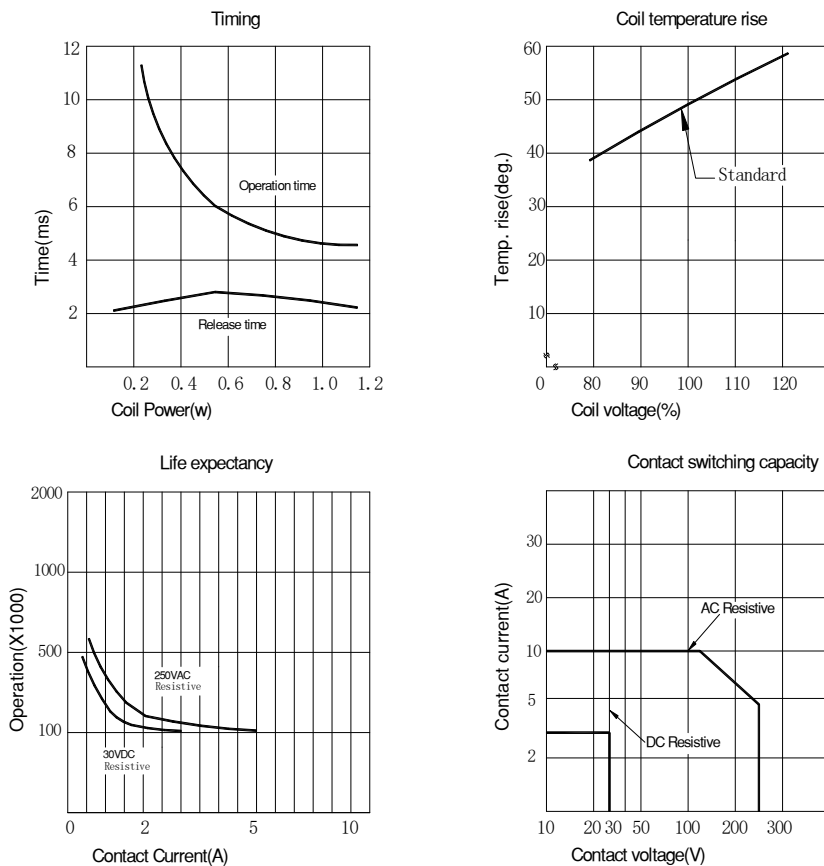 Timing
12
10
8
6
4
2
Time(ms)
Operation time
Release time
0.2 0.4 0.6 0.8 1.0 1.2
Coil Power(w)
Coil temperature rise
60
50
40
30
20
10
Temp. rise(deg.)
Standard
0 80 90 100 110 120
Coil voltage(%)
Life expectancy
2000
1000
500
100
Operation(X1000)
250VAC
Resistive
30VDC
Resistive
0 2 5 10
Contact Current(A)
Contact switching capacity
30
20
10
5
2
Contact current(A)
AC Resistive
DC Resistive
10 20 30 50 100 200 300
Contact voltage(V)